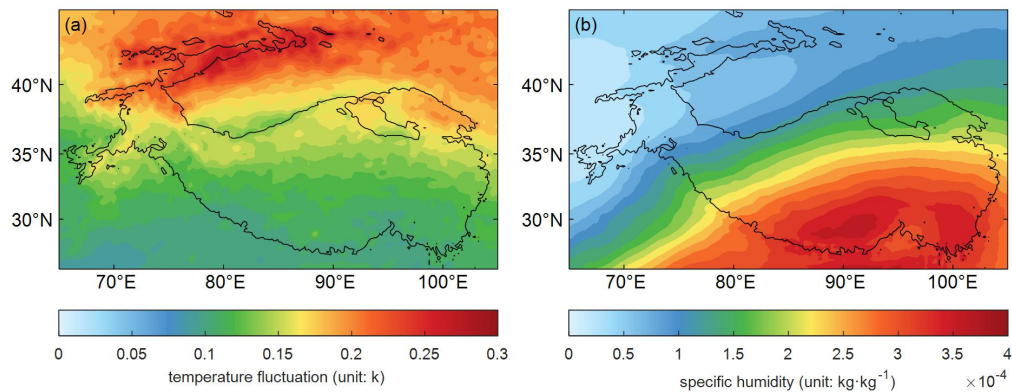 (a)
40°N
35°N
30°N
70°E 80°E 90°E 100°E
0 0.05 0.1 0.15 0.2 0.25 0.3
temperature fluctuation (unit: k)
(b)
40°N
35°N
30°N
70°E 80°E 90°E 100°E
0 0.5 1 1.5 2 2.5 3 3.5 4
specific humidity (unit: kg·kg⁻¹) ×10⁻⁴